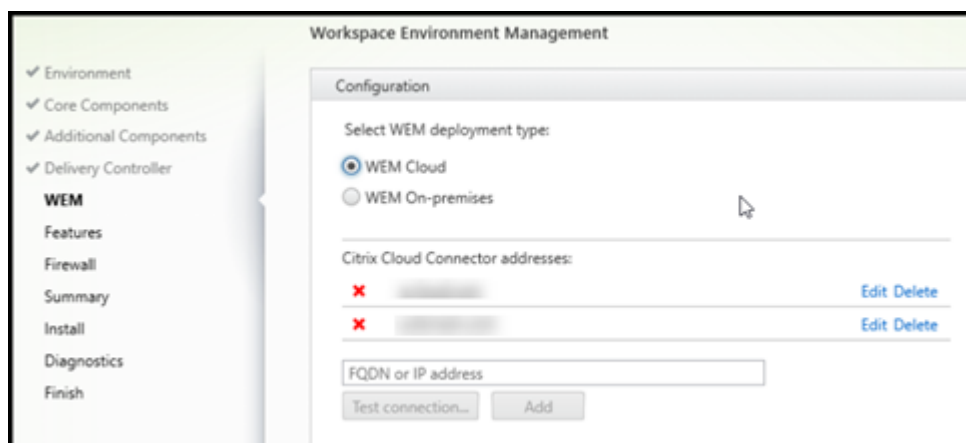 Workspace Environment Management
Environment
Core Components
Additional Components
Delivery Controller
WEM
Features
Firewall
Summary
Install
Diagnostics
Finish
Configuration
Select WEM deployment type:
WEM Cloud
WEM On-premises
Citrix Cloud Connector addresses:
Edit Delete
Edit Delete
FQDN or IP address
Test connection... Add